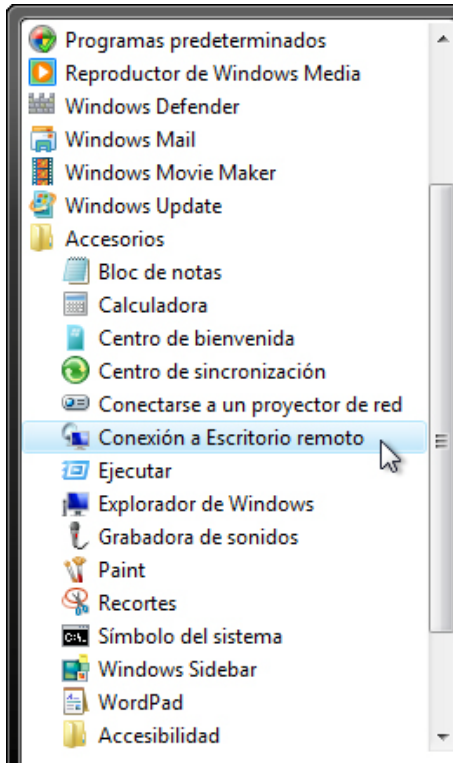 Programas predeterminados
Reproductor de Windows Media
Windows Defender
Windows Mail
Windows Movie Maker
Windows Update
Accesorios
Bloc de notas
Calculadora
Centro de bienvenida
Centro de sincronización
Conectarse a un proyector de red
Conexión a Escritorio remoto
Ejecutar
Explorador de Windows
Grabadora de sonidos
Paint
Recortes
Símbolo del sistema
Windows Sidebar
WordPad
Accesibilidad